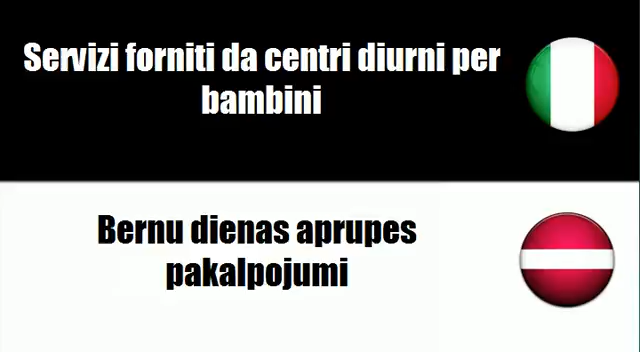 Servizi forniti da centri diurni per
bambini
Bernu dienas aprupes
pakalpojumi